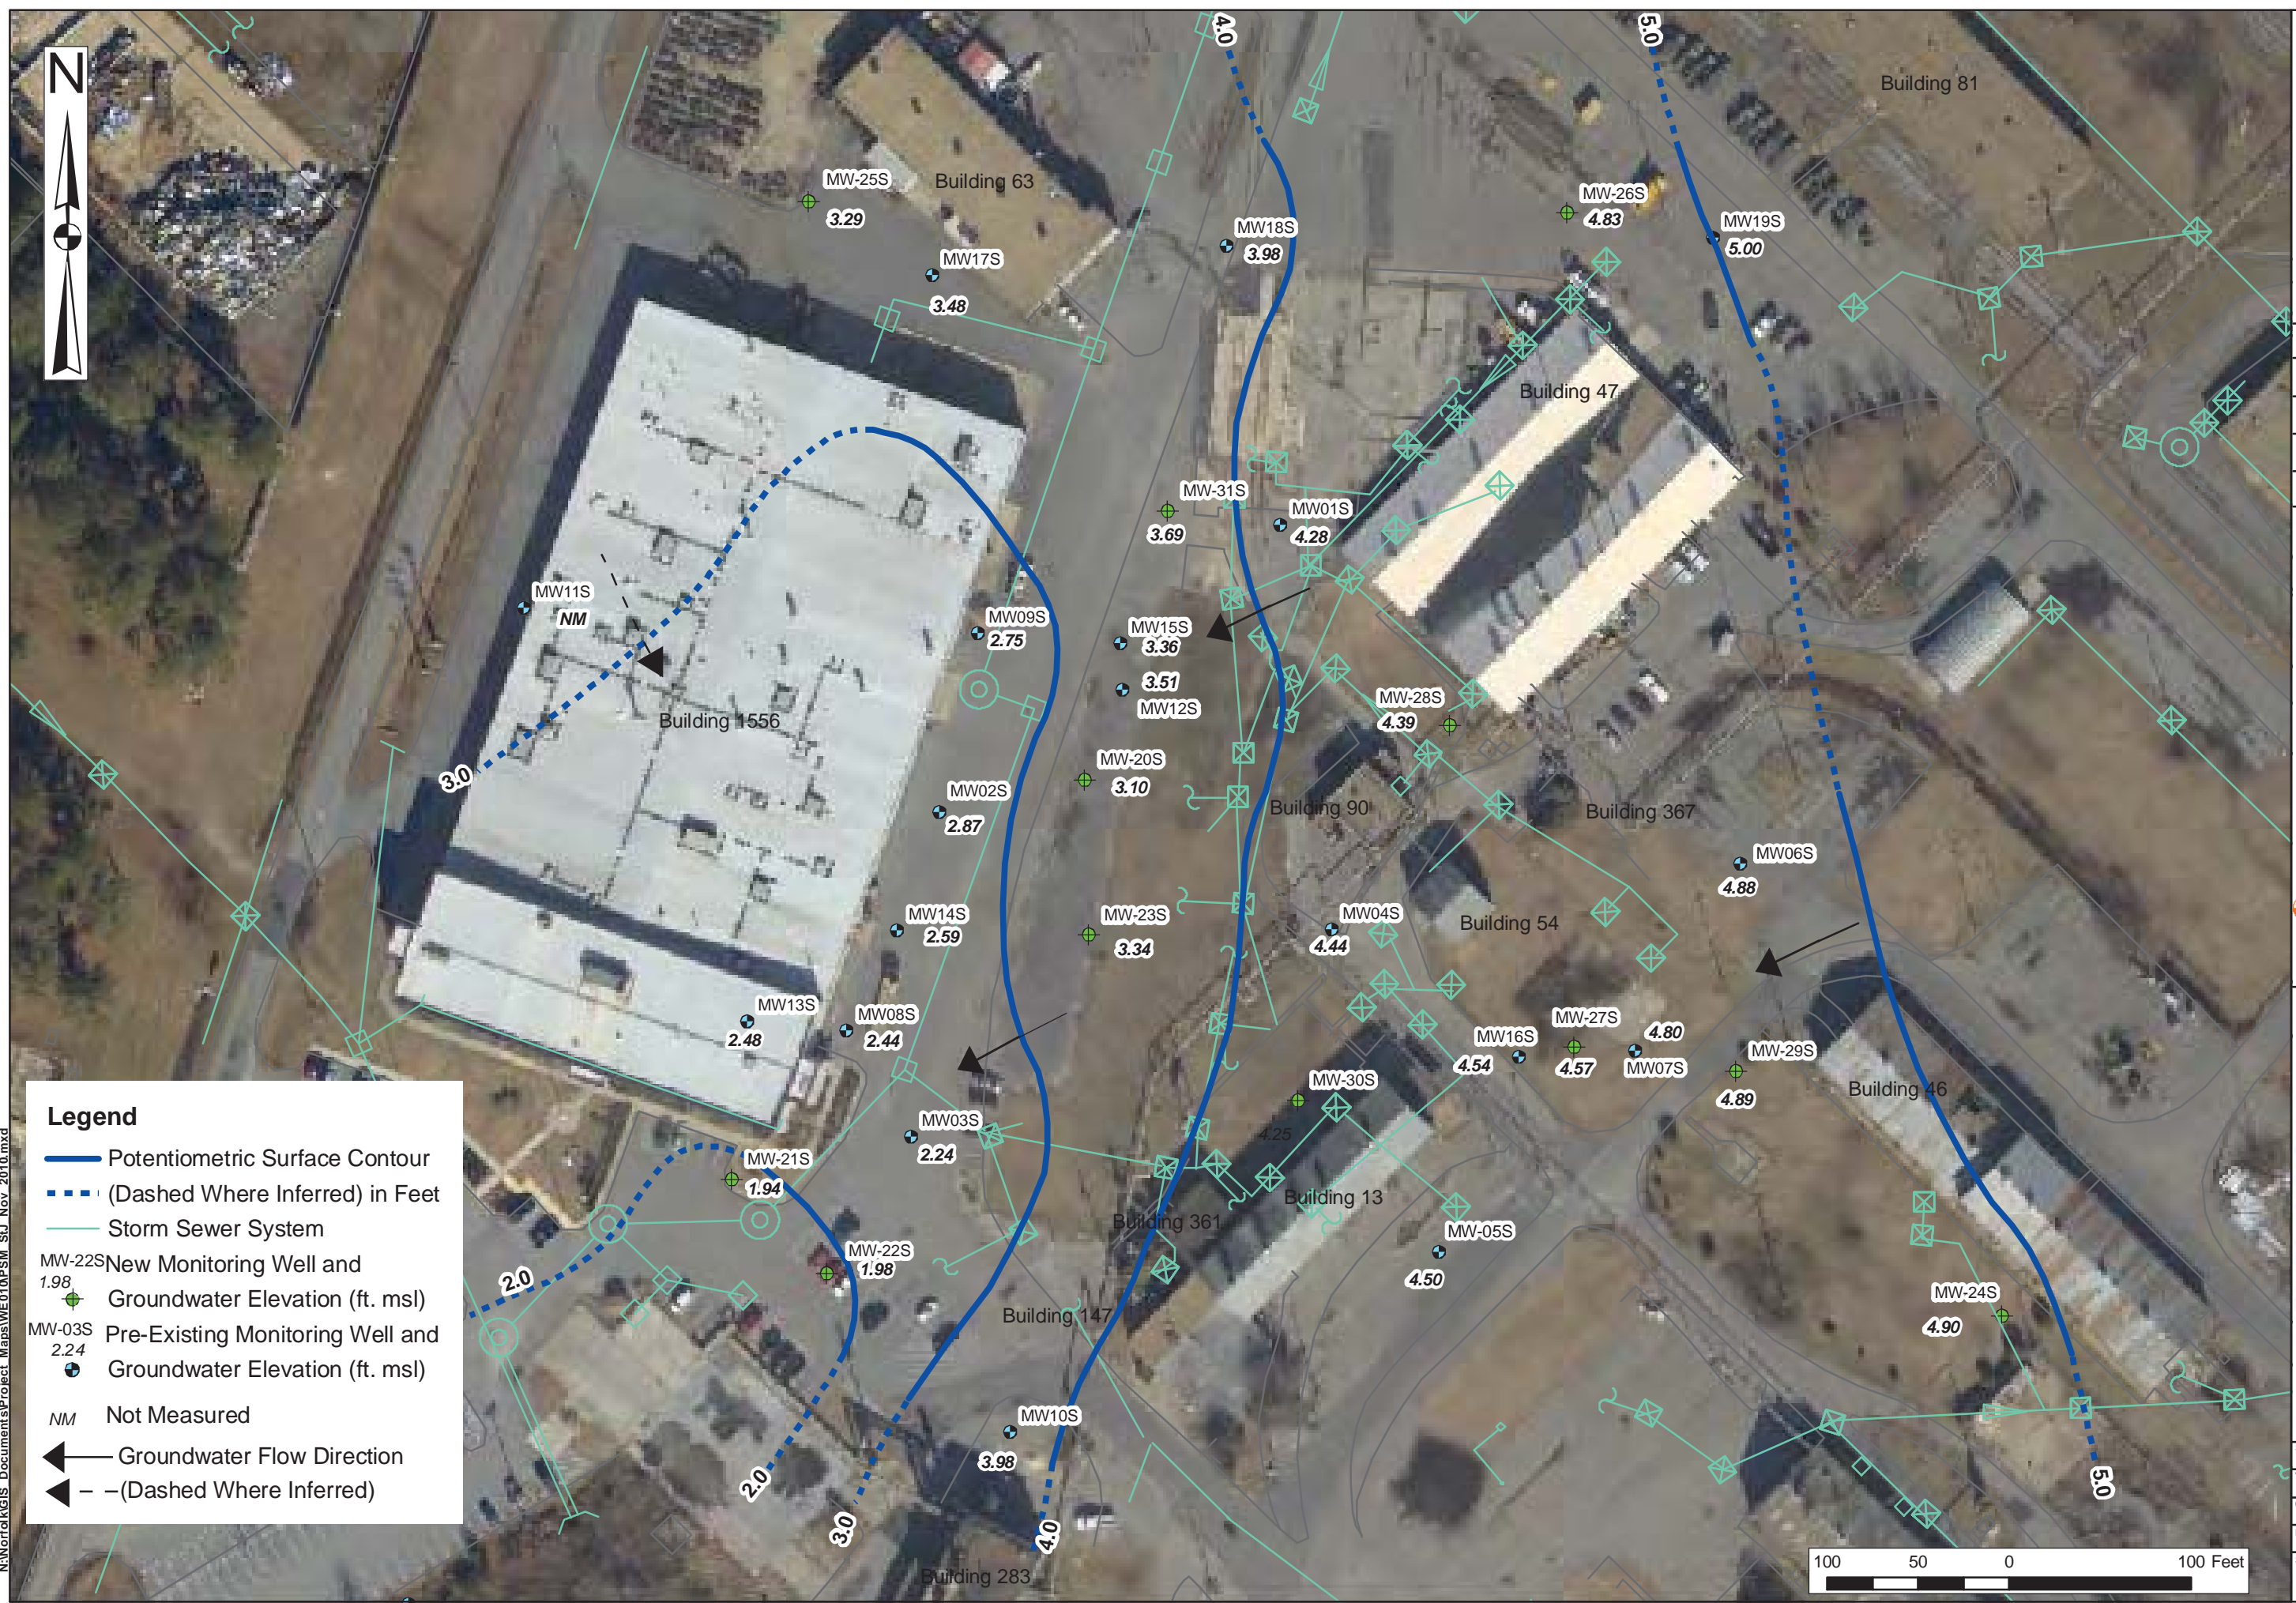 N
4.0
5.0
Building 81
MW-25S
3.29
Building 63
MW17S
3.48
MW18S
3.98
MW-26S
4.83
MW19S
5.00
Building 47
MW-31S
3.69
MW01S
4.28
MW11S
NM
MW09S
2.75
MW15S
3.36
3.51
MW12S
MW-28S
4.39
Building 1556
3.0
MW-20S
3.10
MW02S
2.87
Building 90
Building 367
MW06S
4.88
MW14S
2.59
MW-23S
3.34
MW04S
4.44
Building 54
MW13S
2.48
MW08S
2.44
MW16S
4.54
MW-27S
4.57
4.80
MW07S
MW-29S
4.89
MW-30S
4.25
Building 46
MW03S
2.24
MW-21S
1.94
Building 13
Building 361
MW-05S
4.50
MW-22S
1.98
2.0
Building 147
MW-24S
4.90
MW10S
3.98
2.0
3.0
4.0
5.0
Building 283
Legend
Potentiometric Surface Contour
(Dashed Where Inferred) in Feet
Storm Sewer System
MW-22S New Monitoring Well and
1.98
Groundwater Elevation (ft. msl)
MW-03S Pre-Existing Monitoring Well and
2.24
Groundwater Elevation (ft. msl)
NM Not Measured
Groundwater Flow Direction
(Dashed Where Inferred)
100 50 0 100 Feet